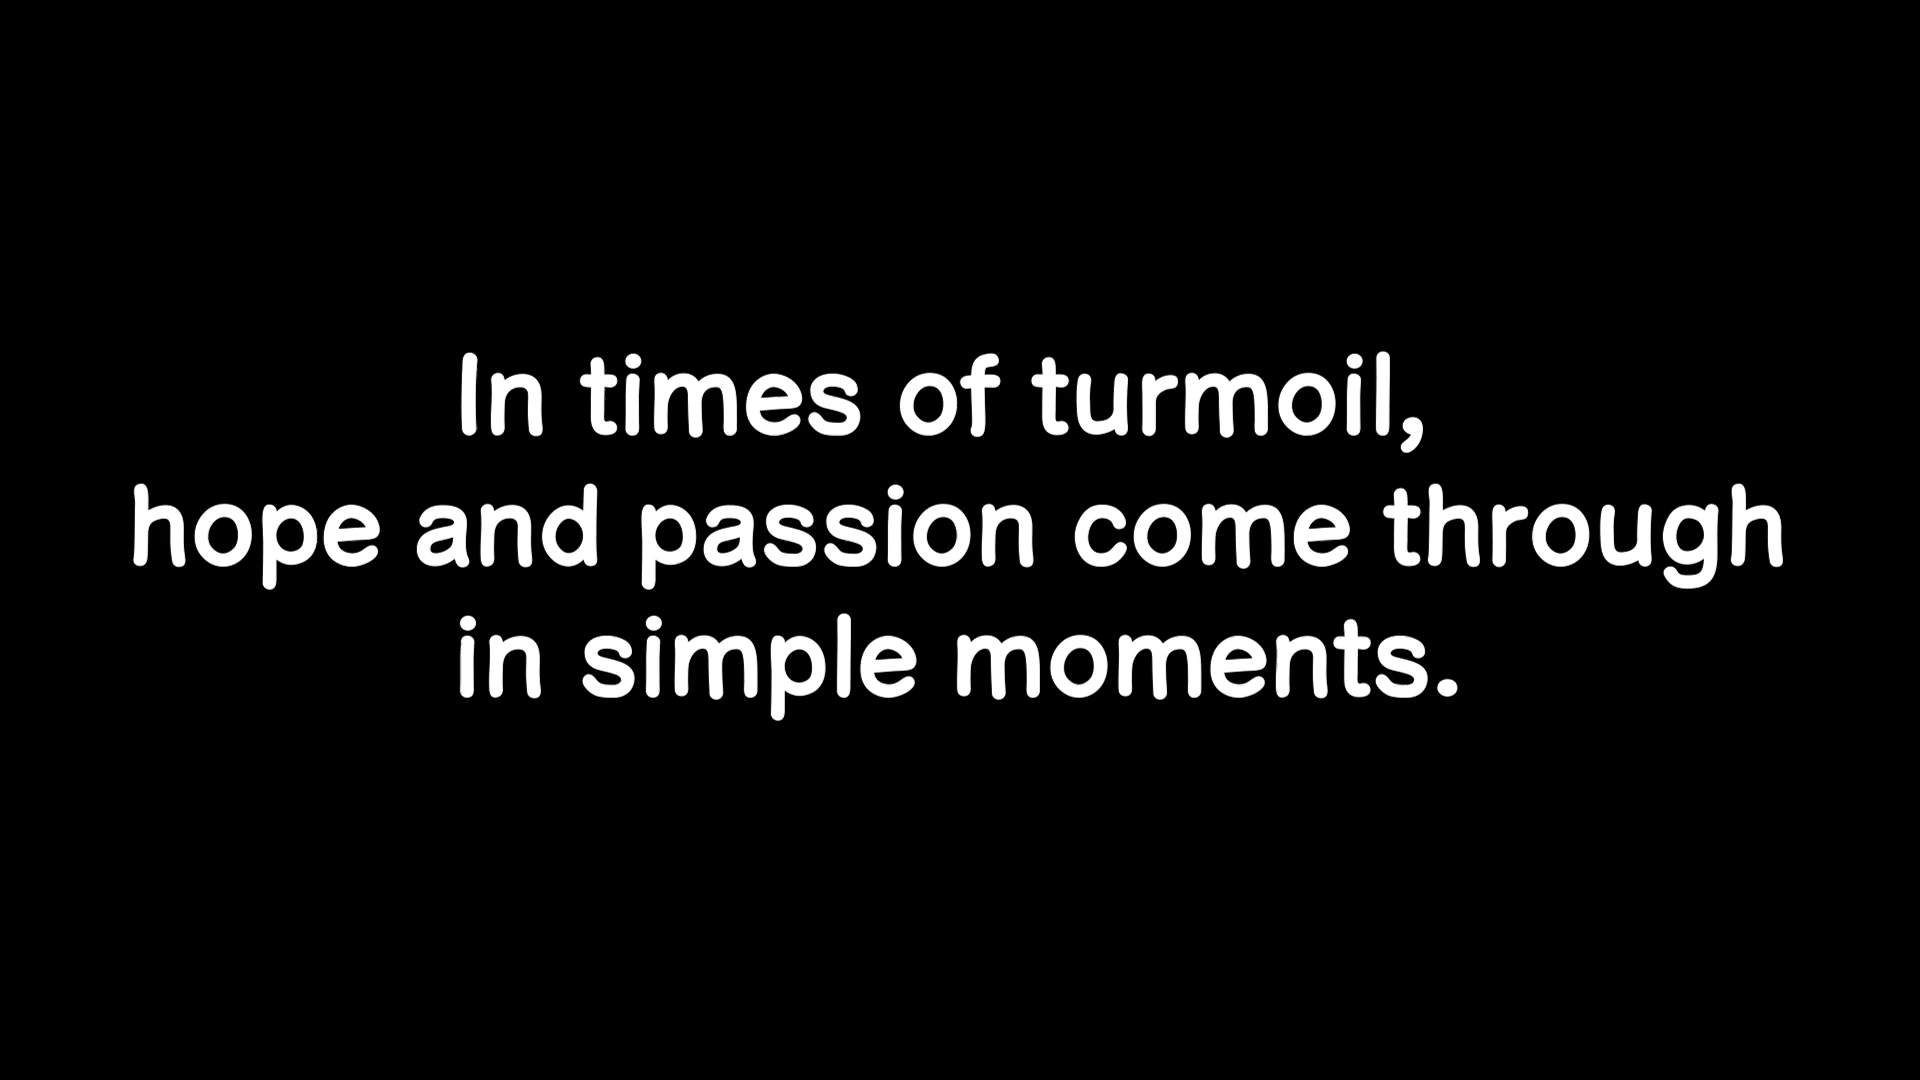 In times of turmoil,
hope and passion come through
in simple moments.